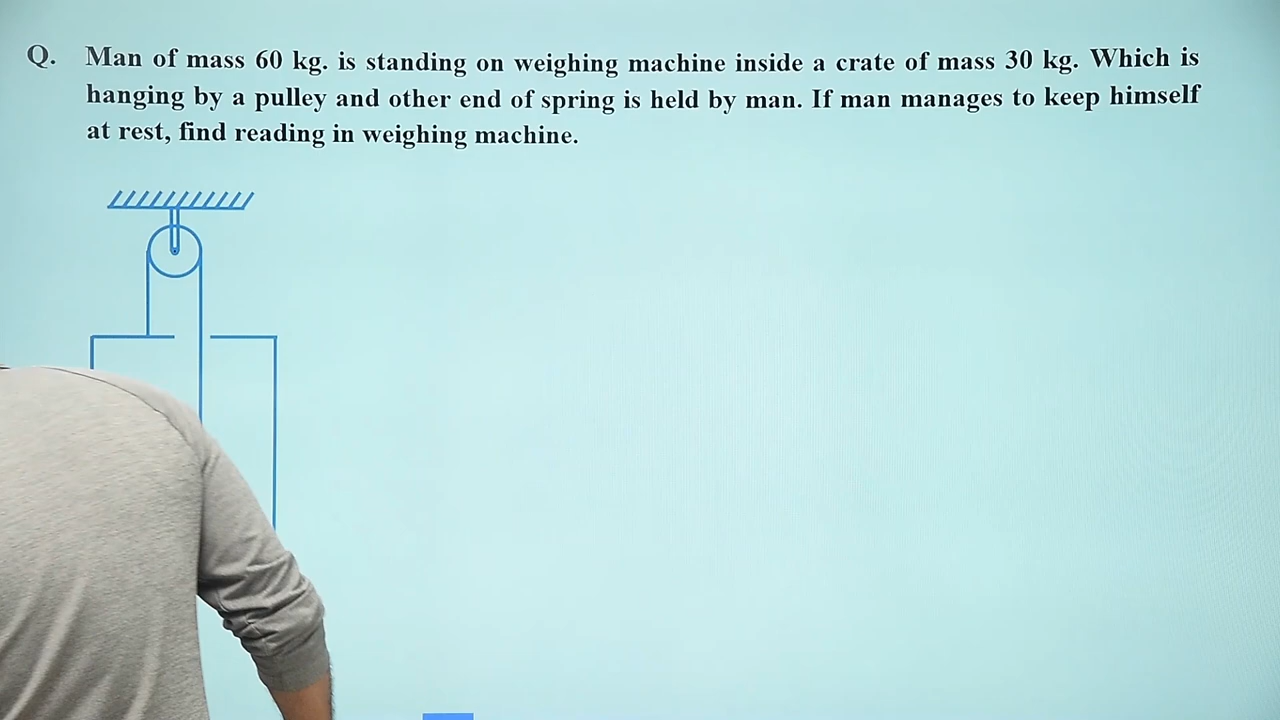 Q. Man of mass 60 kg. is standing on weighing machine inside a crate of mass 30 kg. Which is
hanging by a pulley and other end of spring is held by man. If man manages to keep himself
at rest, find reading in weighing machine.